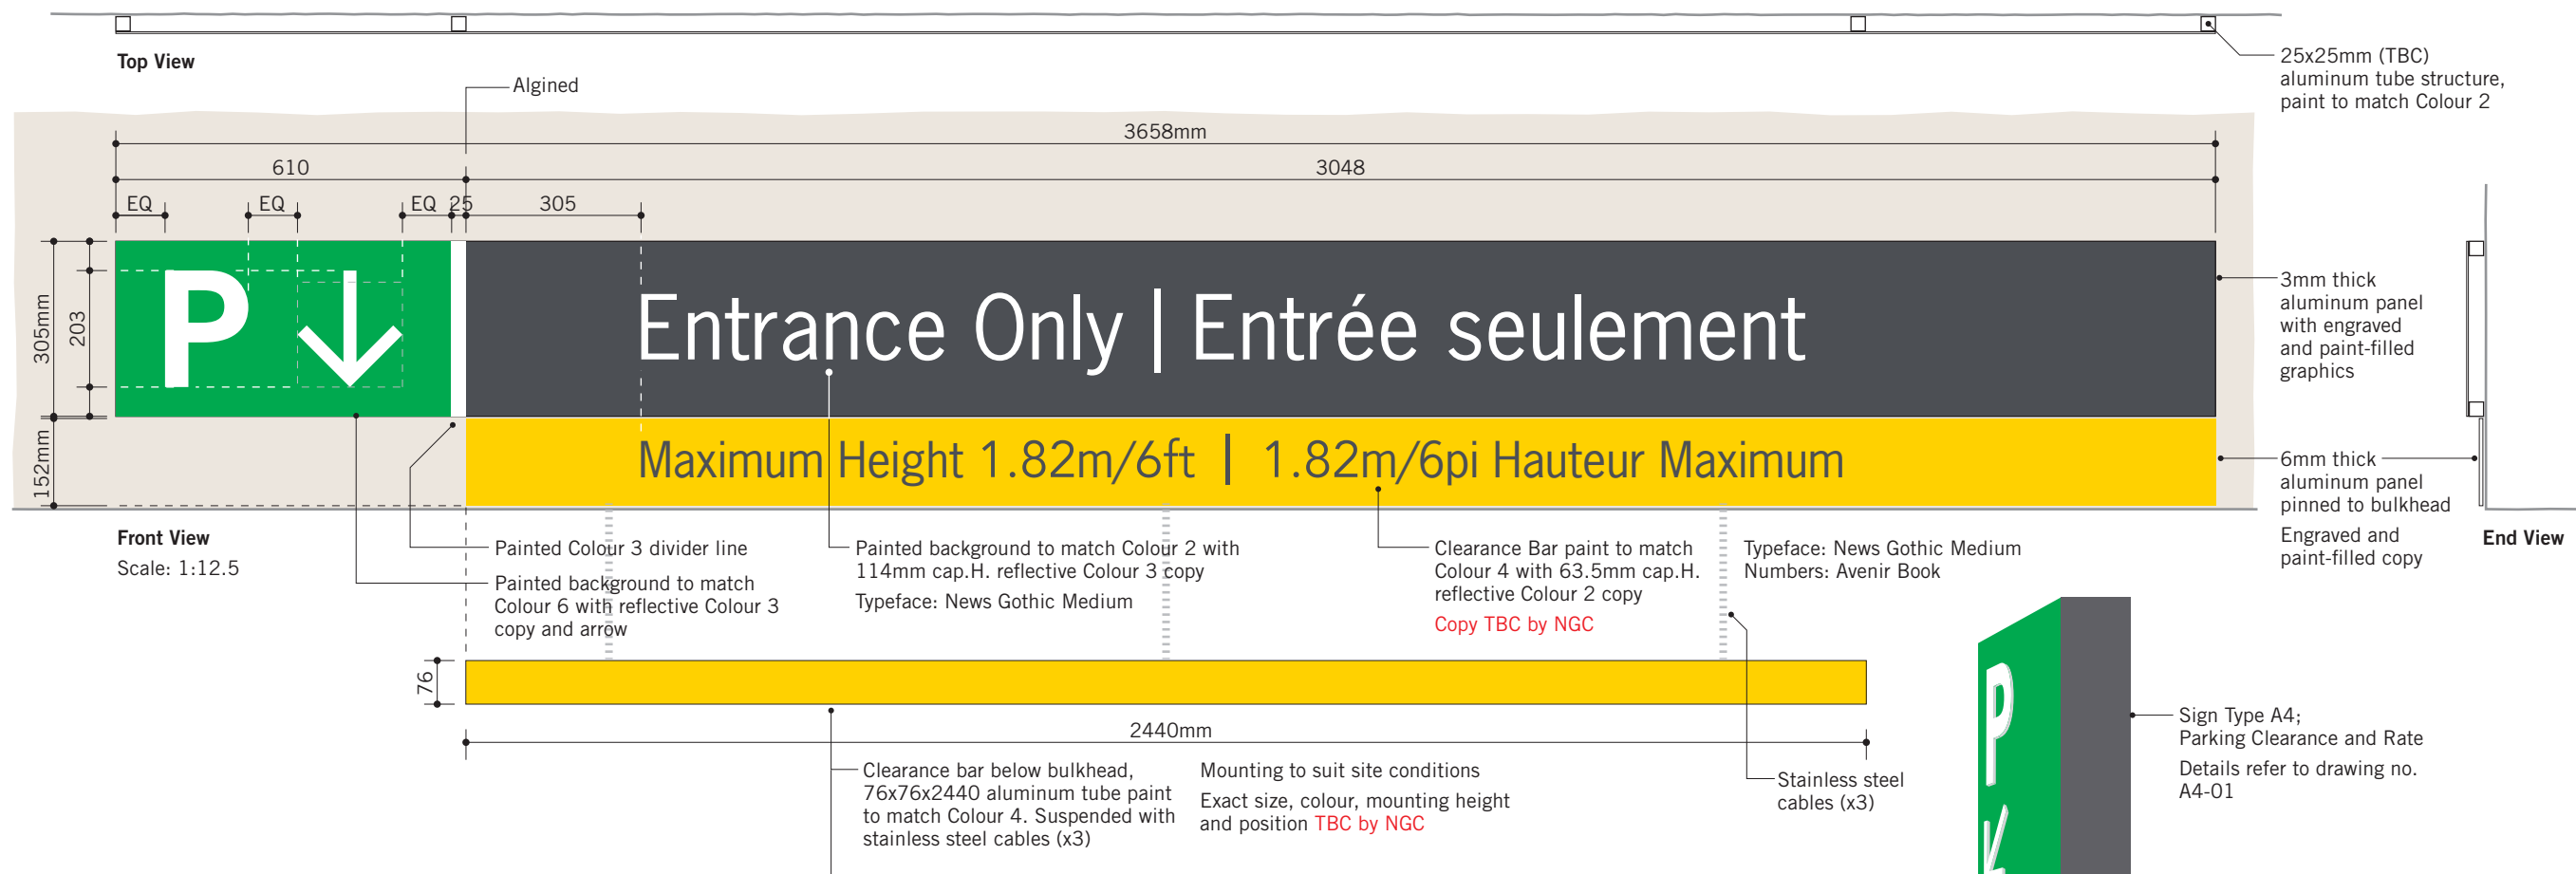 Top View
25x25mm (TBC)
aluminum tube structure,
paint to match Colour 2
Algined
3658mm
610
3048
EQ
EQ
EQ
25
305
305mm
203
152mm
P
Entrance Only | Entrée seulement
Maximum Height 1.82m/6ft | 1.82m/6pi Hauteur Maximum
3mm thick
aluminum panel
with engraved
and paint-filled
graphics
6mm thick
aluminum panel
pinned to bulkhead
Engraved and
paint-filled copy
End View
Front View
Scale: 1:12.5
Painted Colour 3 divider line
Painted background to match
Colour 6 with reflective Colour 3
copy and arrow
Painted background to match Colour 2 with
114mm cap.H. reflective Colour 3 copy
Typeface: News Gothic Medium
Clearance Bar paint to match
Colour 4 with 63.5mm cap.H.
reflective Colour 2 copy
Copy TBC by NGC
Typeface: News Gothic Medium
Numbers: Avenir Book
76
2440mm
Clearance bar below bulkhead,
76x76x2440 aluminum tube paint
to match Colour 4. Suspended with
stainless steel cables (x3)
Mounting to suit site conditions
Exact size, colour, mounting height
and position TBC by NGC
Stainless steel
cables (x3)
P
Sign Type A4;
Parking Clearance and Rate
Details refer to drawing no.
A4-01